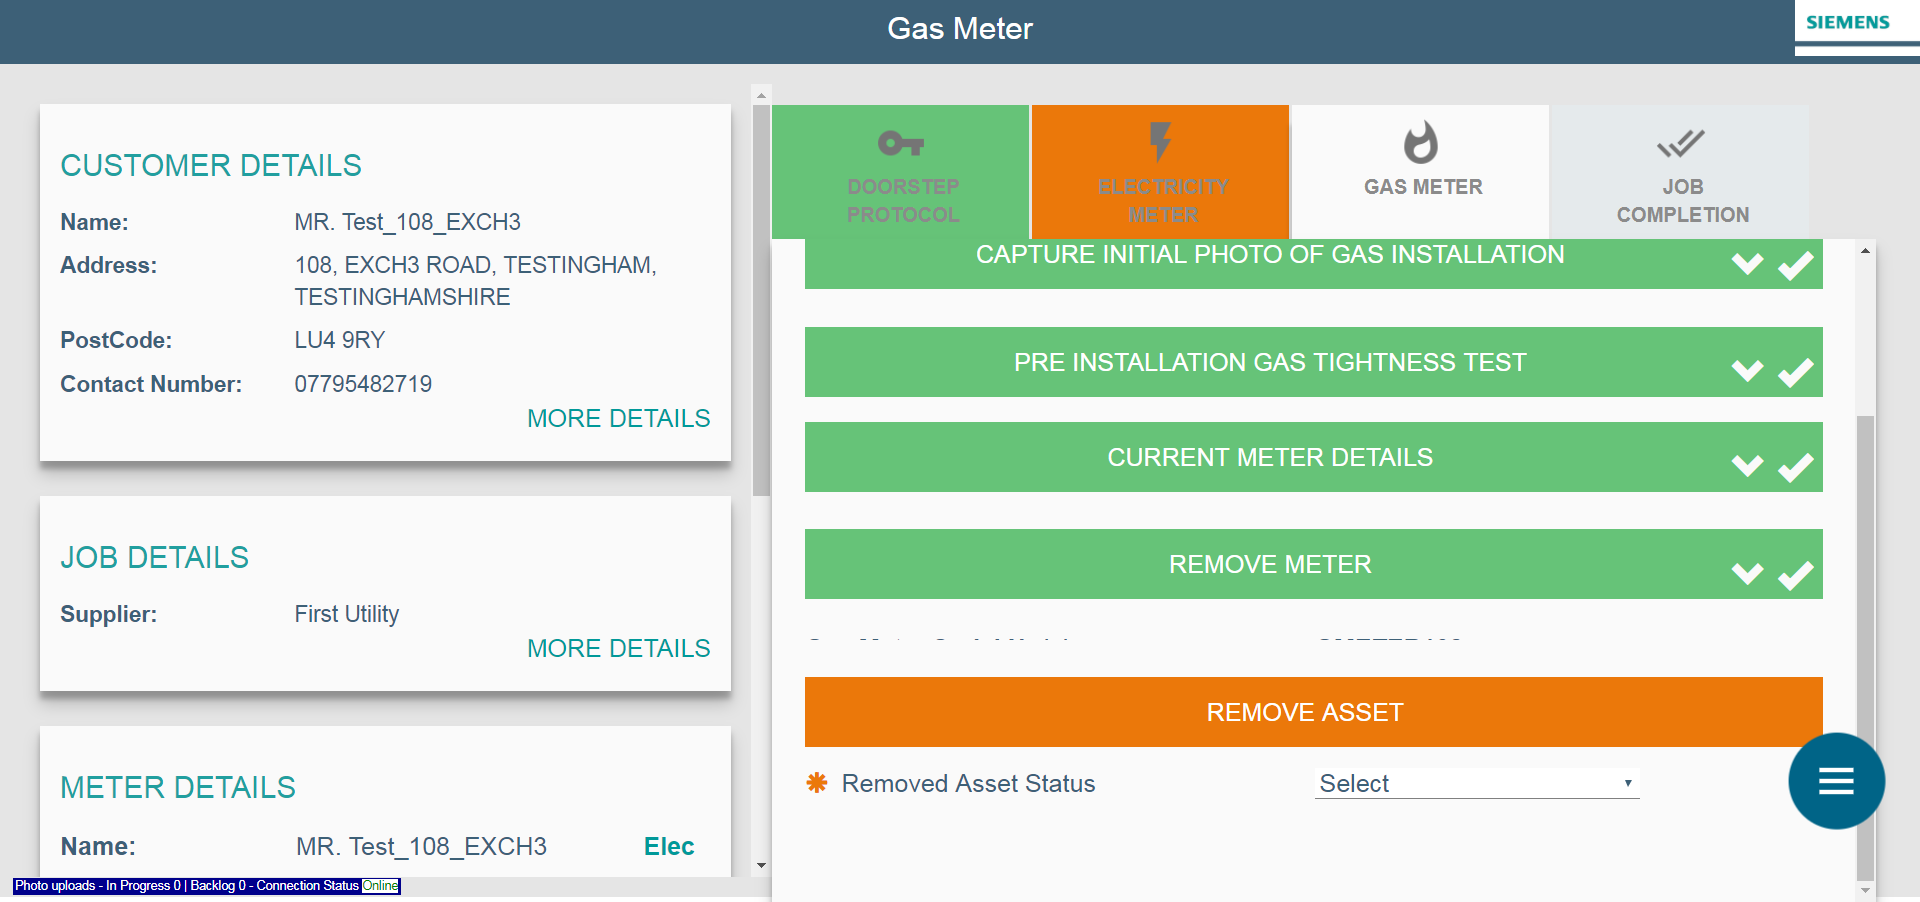 Gas Meter
SIEMENS
CUSTOMER DETAILS
Name: MR. Test_108_EXCH3
Address: 108, EXCH3 ROAD, TESTINGHAM,
TESTINGHAMSHIRE
PostCode: LU4 9RY
Contact Number: 07795482719
MORE DETAILS
JOB DETAILS
Supplier: First Utility
MORE DETAILS
METER DETAILS
Name: MR. Test_108_EXCH3 Elec
Photo uploads - In Progress 0 | Backlog 0 - Connection Status Online
DOORSTEP
PROTOCOL
ELECTRICITY
METER
GAS METER
JOB
COMPLETION
CAPTURE INITIAL PHOTO OF GAS INSTALLATION
PRE INSTALLATION GAS TIGHTNESS TEST
CURRENT METER DETAILS
REMOVE METER
REMOVE ASSET
Removed Asset Status Select